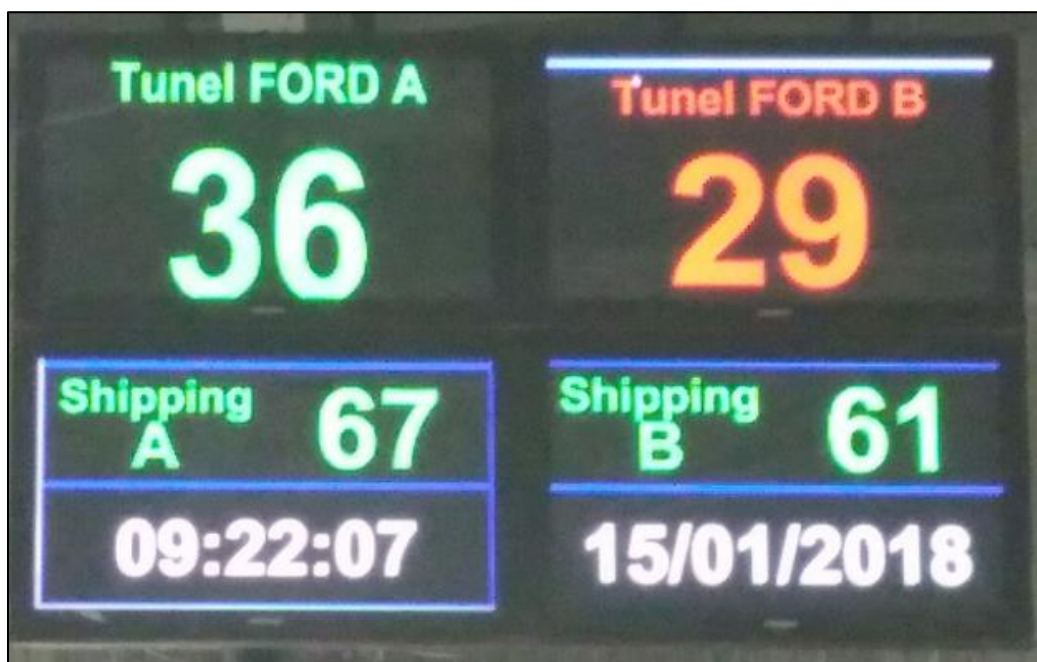 Tunel FORD A
36
Tunel FORD B
29
Shipping
A
67
Shipping
B
61
09:22:07
15/01/2018